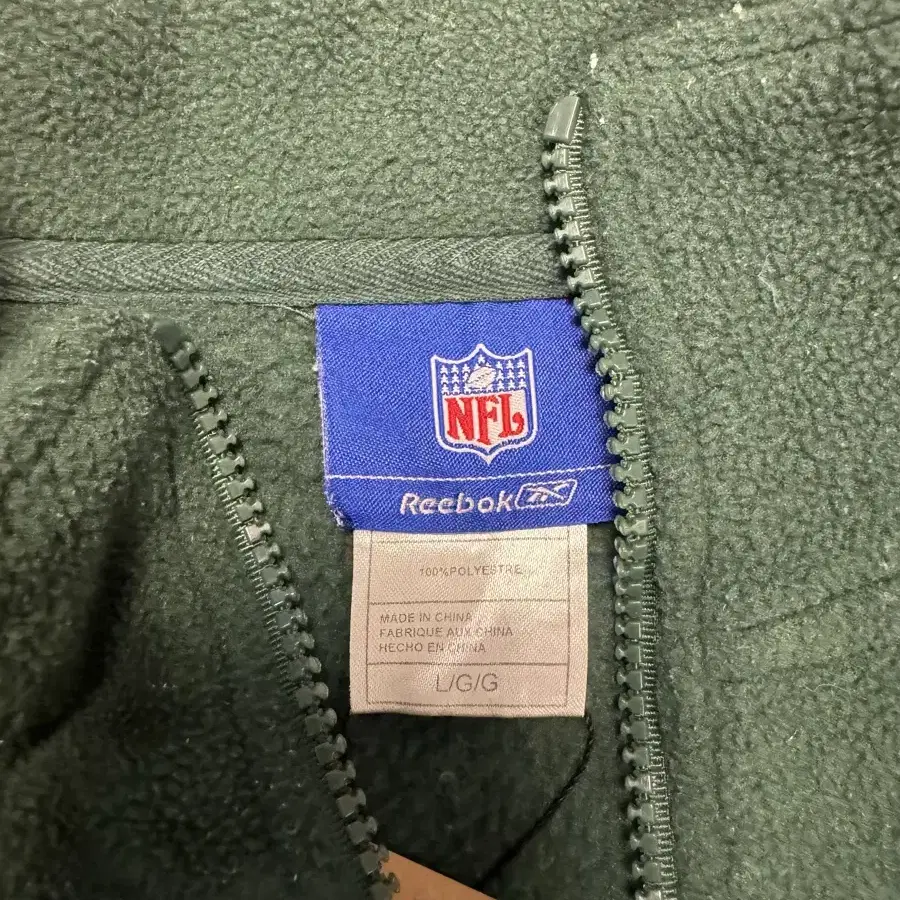 NFL
Reebok
100%POLYESTRE
MADE IN CHINA
FABRIQUE AUX CHINA
HECHO EN CHINA
L/G/G